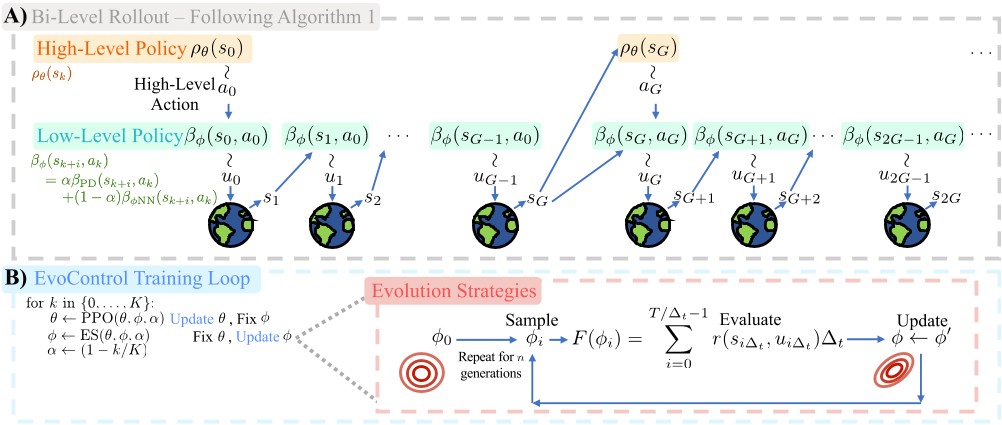 A) Bi-Level Rollout – Following Algorithm 1
High-Level Policy ρθ(s0) ρθ(sG) ...
ρθ(sk)
~ ~
High-Level a0 aG
Action
Low-Level Policy βϕ(s0, a0) βϕ(s1, a0) ... βϕ(sG−1, a0) βϕ(sG, aG) βϕ(sG+1, aG) ... βϕ(s2G−1, aG) ...
βϕ(sk+i, ak)
= αβPD(sk+i, ak)
+(1−α)βϕNN(sk+i, ak)
~ ~ ~ ~ ~ ~
u0 u1 uG−1 uG uG+1 u2G−1
s1 s2 sG sG+1 sG+2 s2G
B) EvoControl Training Loop
for k in {0, . . . , K}:
θ ← PPO(θ, ϕ, α) Update θ , Fix ϕ
ϕ ← ES(θ, ϕ, α) Fix θ , Update ϕ
α ← (1 − k/K)
Evolution Strategies
Sample Evaluate Update
ϕ0 → ϕi → F(ϕi) = ∑_{i=0}^{T/Δt−1} r(siΔt, uiΔt)Δt → ϕ ← ϕ′
Repeat for n
generations